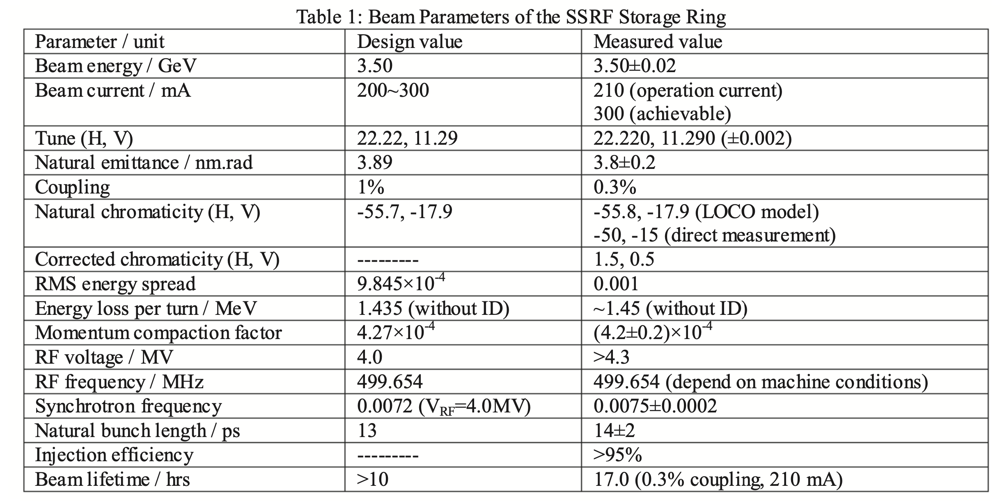 Table 1: Beam Parameters of the SSRF Storage Ring
Parameter / unit Design value Measured value
Beam energy / GeV 3.50 3.50±0.02
Beam current / mA 200~300 210 (operation current)
300 (achievable)
Tune (H, V) 22.22, 11.29 22.220, 11.290 (±0.002)
Natural emittance / nm.rad 3.89 3.8±0.2
Coupling 1% 0.3%
Natural chromaticity (H, V) -55.7, -17.9 -55.8, -17.9 (LOCO model)
-50, -15 (direct measurement)
Corrected chromaticity (H, V) --------- 1.5, 0.5
RMS energy spread 9.845×10⁻⁴ 0.001
Energy loss per turn / MeV 1.435 (without ID) ~1.45 (without ID)
Momentum compaction factor 4.27×10⁻⁴ (4.2±0.2)×10⁻⁴
RF voltage / MV 4.0 >4.3
RF frequency / MHz 499.654 499.654 (depend on machine conditions)
Synchrotron frequency 0.0072 (V_RF=4.0MV) 0.0075±0.0002
Natural bunch length / ps 13 14±2
Injection efficiency --------- >95%
Beam lifetime / hrs >10 17.0 (0.3% coupling, 210 mA)